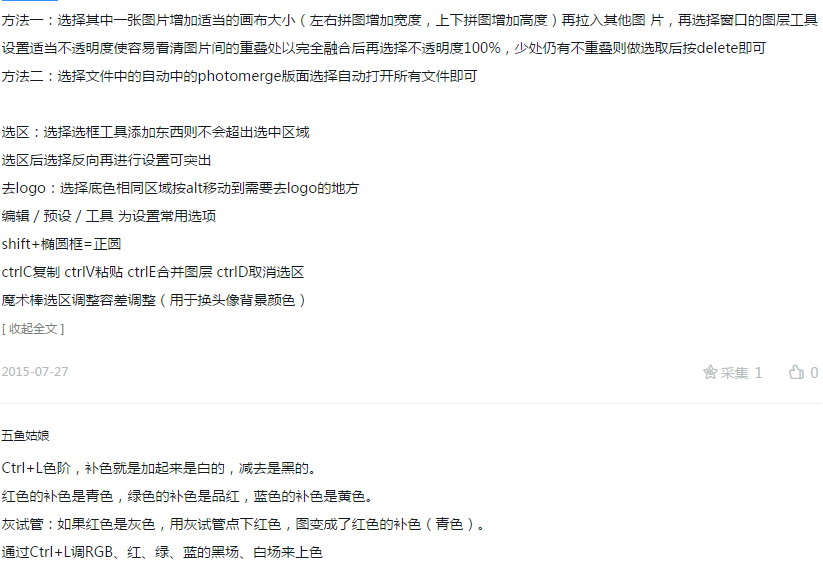 方法一：选择其中一张图片增加适当的画布大小（左右拼图增加宽度，上下拼图增加高度）再拉入其他图 片，再选择窗口的图层工具
设置适当不透明度使容易看清图片间的重叠处以完全融合后再选择不透明度100%，少处仍有不重叠则做选取后按delete即可
方法二：选择文件中的自动中的photomerge版面选择自动打开所有文件即可
选区：选择选框工具添加东西则不会超出选中区域
选区后选择反向再进行设置可突出
去logo：选择底色相同区域按alt移动到需要去logo的地方
编辑 / 预设 / 工具 为设置常用选项
shift+椭圆框=正圆
ctrlC复制 ctrlV粘贴 ctrlE合并图层 ctrlD取消选区
魔术棒选区调整容差调整（用于换头像背景颜色）
[ 收起全文 ]
2015-07-27 采集 1 0
五鱼姑娘
Ctrl+L色阶，补色就是加起来是白的，减去是黑的。
红色的补色是青色，绿色的补色是品红，蓝色的补色是黄色。
灰试管：如果红色是灰色，用灰试管点下红色，图变成了红色的补色（青色）。
通过Ctrl+L调RGB、红、绿、蓝的黑场、白场来上色